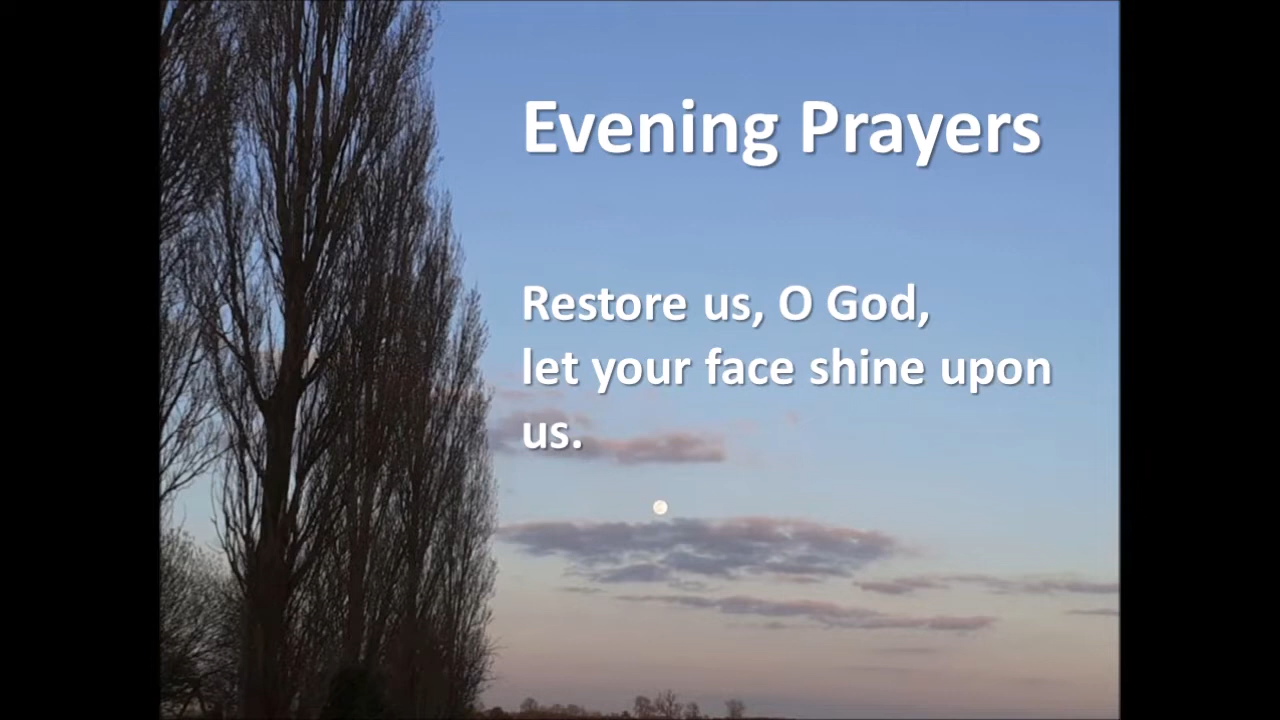 Evening Prayers
Restore us, O God,
let your face shine upon
us.